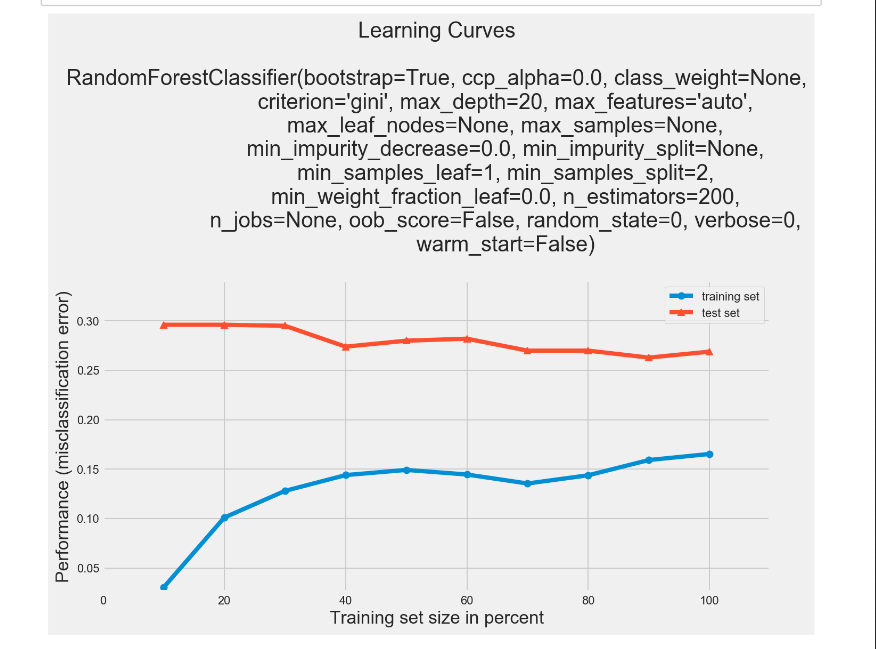 Learning Curves
RandomForestClassifier(bootstrap=True, ccp_alpha=0.0, class_weight=None,
criterion='gini', max_depth=20, max_features='auto',
max_leaf_nodes=None, max_samples=None,
min_impurity_decrease=0.0, min_impurity_split=None,
min_samples_leaf=1, min_samples_split=2,
min_weight_fraction_leaf=0.0, n_estimators=200,
n_jobs=None, oob_score=False, random_state=0, verbose=0,
warm_start=False)
training set
test set
Performance (misclassification error)
0.30
0.25
0.20
0.15
0.10
0.05
0 20 40 60 80 100
Training set size in percent